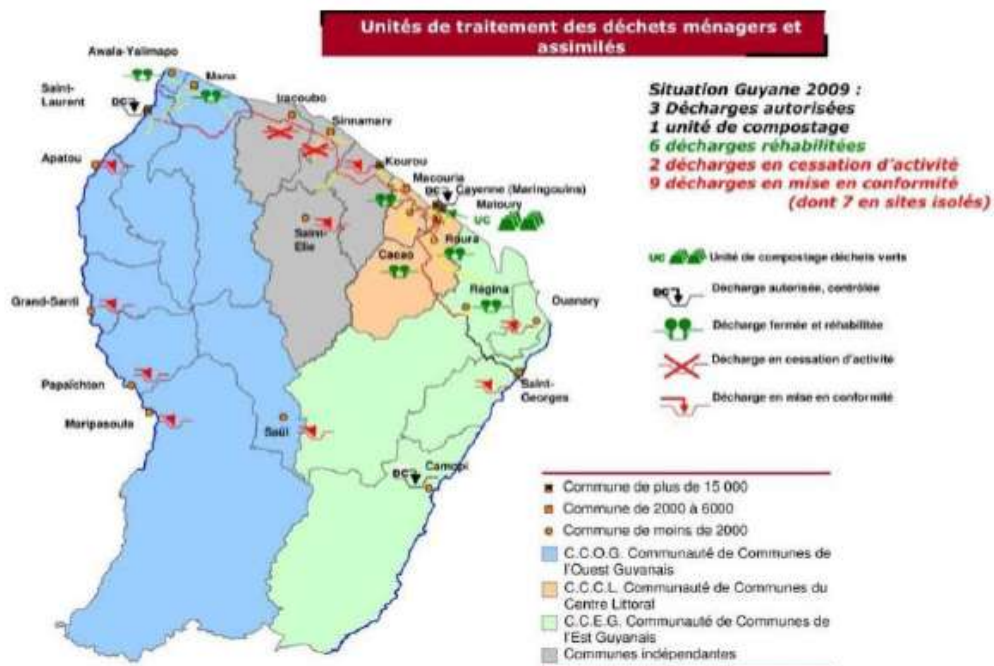 Unités de traitement des déchets ménagers et
assimilés
Situation Guyane 2009 :
3 Décharges autorisées
1 unité de compostage
6 décharges réhabilitées
2 décharges en cessation d'activité
9 décharges en mise en conformité
(dont 7 en sites isolés)
Awala-Yalimapo
Mana
Saint-
Laurent
DC
Iracoubo
Sinnamary
Apatou
Kourou
Macouria
DC
Cayenne (Maringouins)
Matoury
UC
Saint-
Elie
Roura
Cacao
Grand-Santi
Régina
Ouanary
Papaïchton
Saint-
Georges
Maripasoula
Saül
DC
Camopi
UC
Unité de compostage déchets verts
DC
Décharge autorisée, contrôlée
Décharge fermée et réhabilitée
Décharge en cessation d'activité
Décharge en mise en conformité
Commune de plus de 15 000
Commune de 2000 à 6000
Commune de moins de 2000
C.C.O.G. Communauté de Communes de
l'Ouest Guyanais
C.C.C.L. Communauté de Communes du
Centre Littoral
C.C.E.G. Communauté de Communes de
l'Est Guyanais
Communes indépendantes